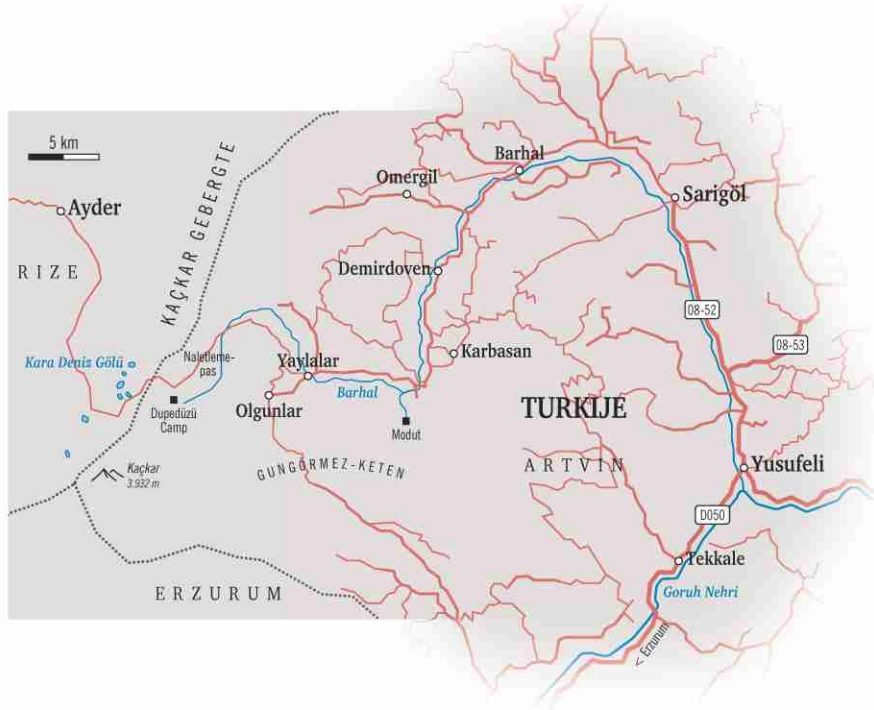 5 km
Barhal
Omergil
Sarigöl
Ayder
KAÇKAR GEBERGTE
RIZE
Demirdoven
08-52
08-53
Kara Deniz Gölü
Naletleme-
pas
Yaylalar
Karbasan
Barhal
Olgunlar
Dupedüzü
Camp
TURKIJE
Modut
ARTVIN
GUNGÖRMEZ-KETEN
Kaçkar
3.932 m
Yusufeli
D050
Tekkale
ERZURUM
Goruh Nehri
< Erzurum